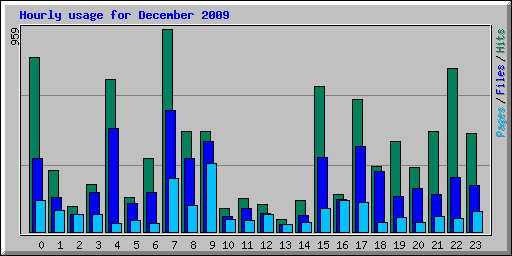 Hourly usage for December 2009
959
Pages / Files / Hits
0 1 2 3 4 5 6 7 8 9 10 11 12 13 14 15 16 17 18 19 20 21 22 23